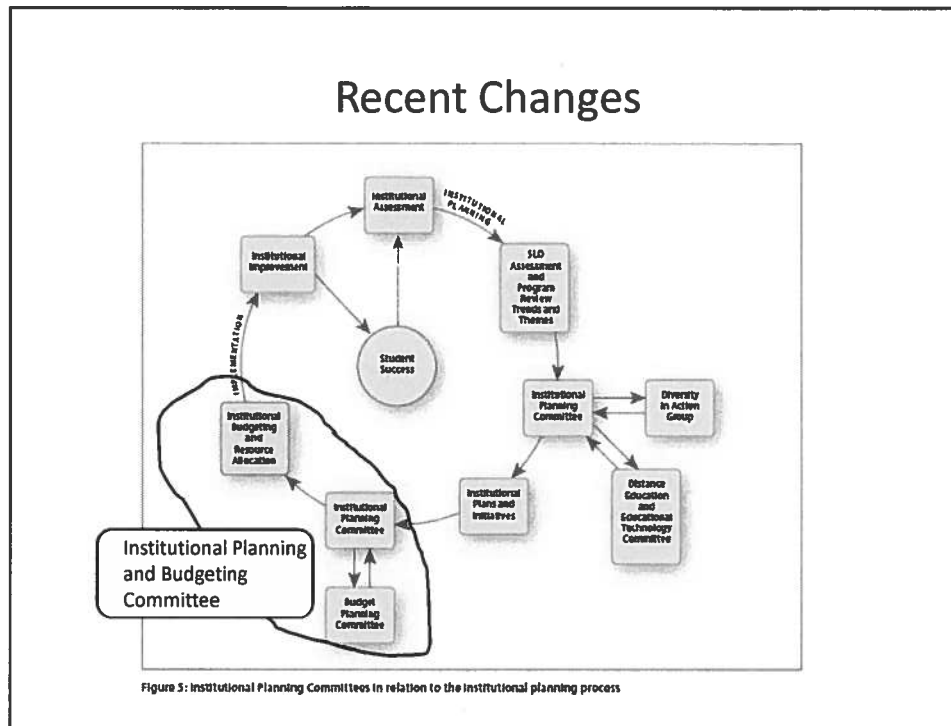 Recent Changes
Institutional
Assessment
INSTITUTIONAL
PLANNING
Institutional
Improvement
SLO
Assessment
and
Program
Review
Trends and
Themes
Student
Success
IMPLEMENTATION
Institutional
Planning
Committee
Diversity
in Action
Group
Institutional
Budgeting
and
Resource
Allocation
Distance
Education
and
Educational
Technology
Committee
Institutional
Plans and
Initiatives
Institutional
Planning
Committee
Institutional Planning
and Budgeting
Committee
Budget
Planning
Committee
Figure 5: Institutional Planning Committees in relation to the institutional planning process